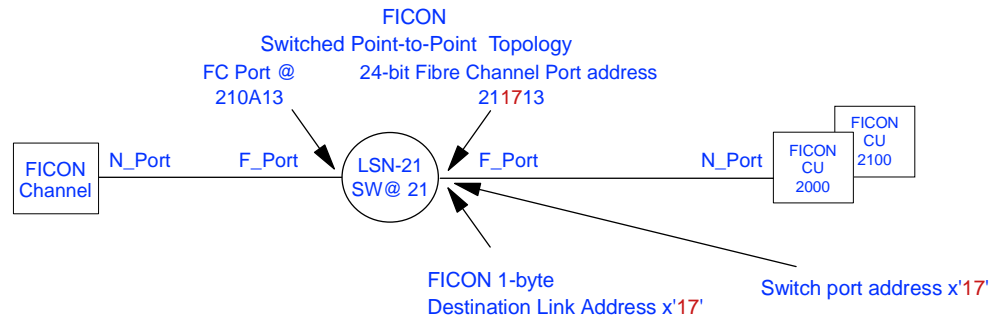 FICON
Switched Point-to-Point Topology
FC Port @
210A13
24-bit Fibre Channel Port address
211713
FICON
Channel
N_Port
F_Port
LSN-21
SW@ 21
F_Port
N_Port
FICON
CU
2000
FICON
CU
2100
FICON 1-byte
Destination Link Address x'17'
Switch port address x'17'